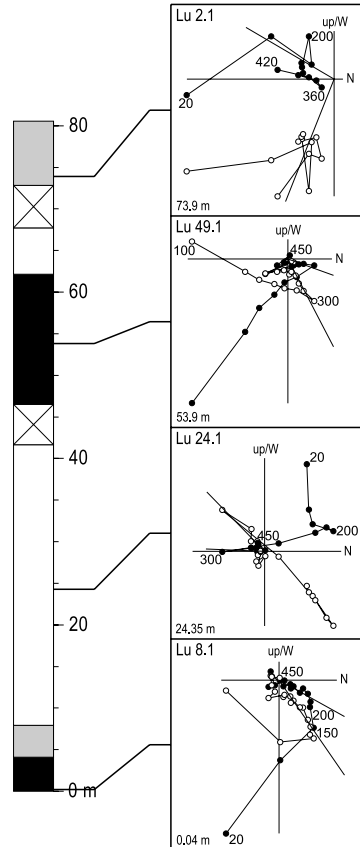 80
60
40
20
0 m
Lu 2.1
up/W
200
420
N
20
360
73.9 m
Lu 49.1
up/W
100
450
N
300
53.9 m
Lu 24.1
up/W
20
450
200
300
N
24.35 m
Lu 8.1
up/W
450
N
200
150
20
0.04 m